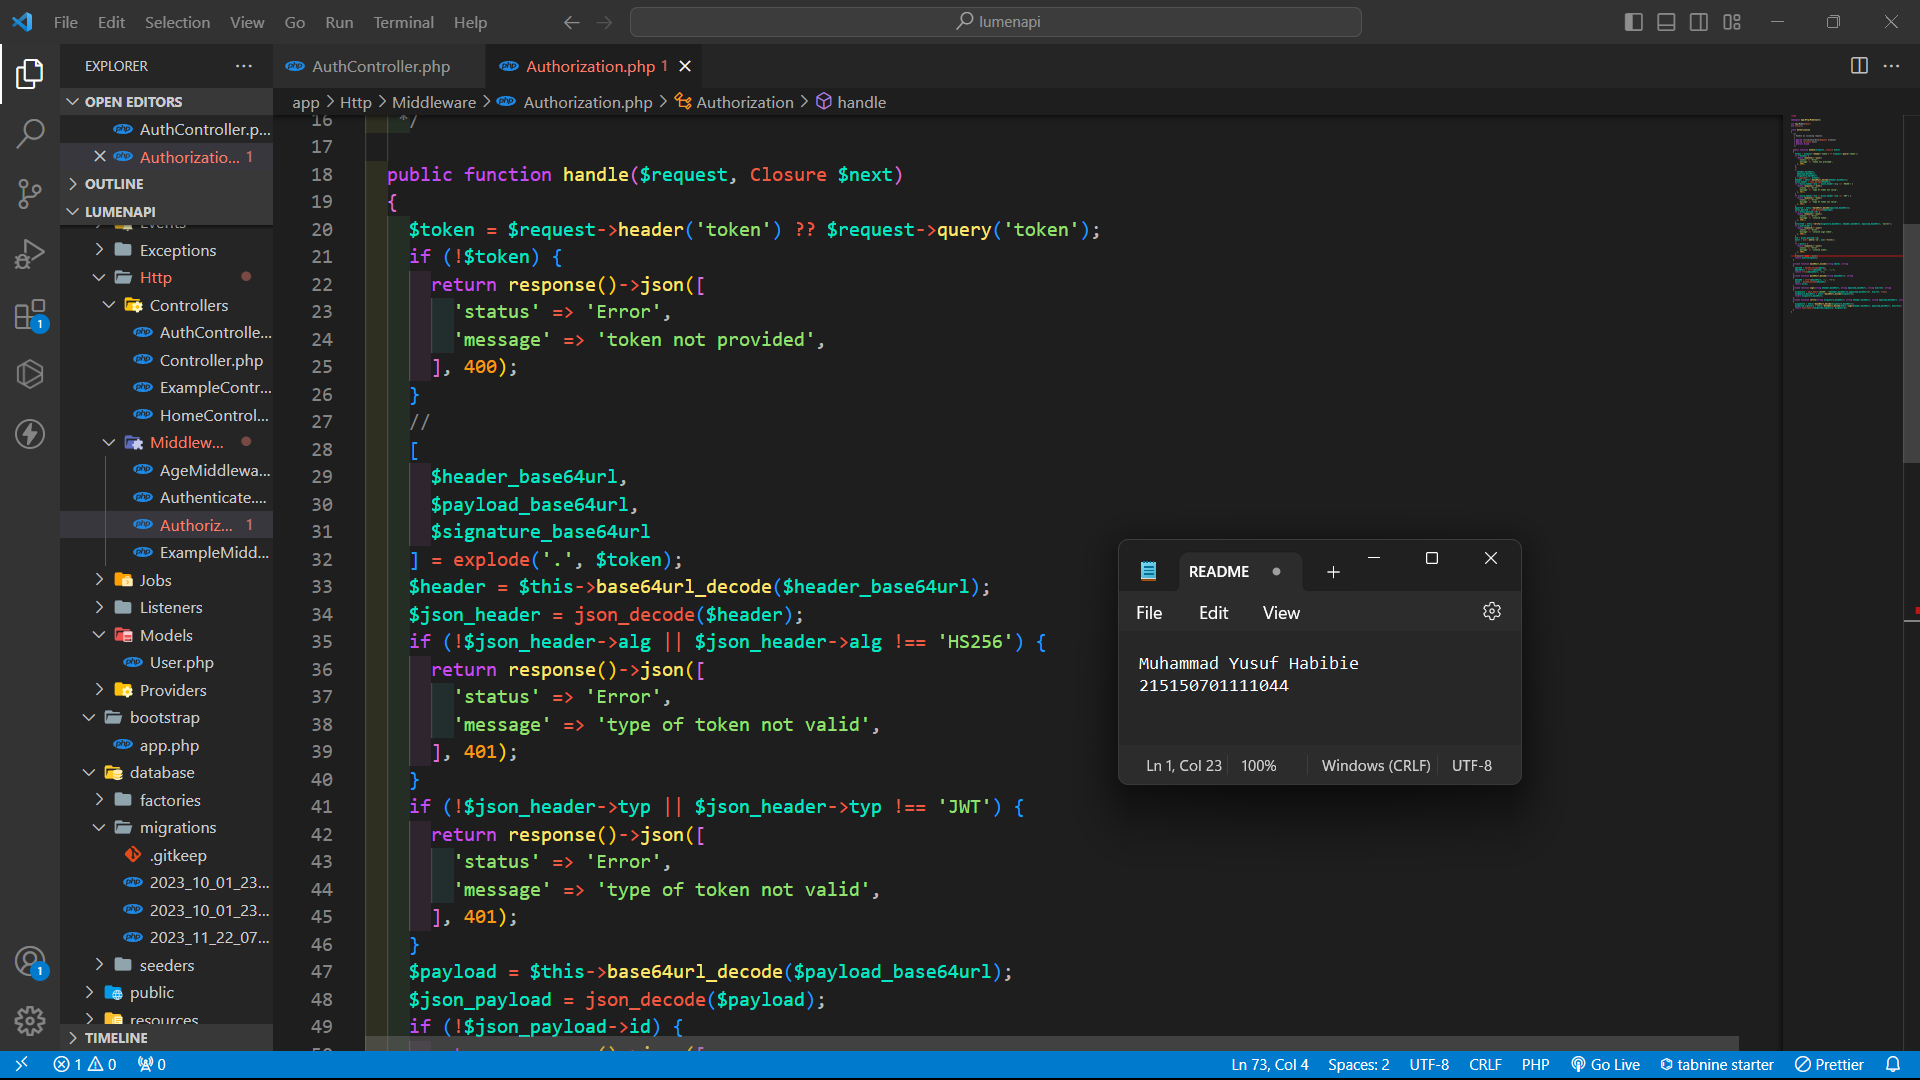 File Edit Selection View Go Run Terminal Help
lumenapi
EXPLORER
AuthController.php
Authorization.php 1
OPEN EDITORS
AuthController.p...
Authorizatio... 1
OUTLINE
LUMENAPI
Events
Exceptions
Http
Controllers
AuthControlle...
Controller.php
ExampleContr...
HomeControl...
Middlew...
AgeMiddlewa...
Authenticate....
Authoriz... 1
ExampleMidd...
Jobs
Listeners
Models
User.php
Providers
bootstrap
app.php
database
factories
migrations
.gitkeep
2023_10_01_23...
2023_10_01_23...
2023_11_22_07...
seeders
public
resources
TIMELINE
1
1
app > Http > Middleware > Authorization.php > Authorization > handle
16 */
17
18 public function handle($request, Closure $next)
19 {
20 $token = $request->header('token') ?? $request->query('token');
21 if (!$token) {
22 return response()->json([
23 'status' => 'Error',
24 'message' => 'token not provided',
25 ], 400);
26 }
27 //
28 [
29 $header_base64url,
30 $payload_base64url,
31 $signature_base64url
32 ] = explode('.', $token);
33 $header = $this->base64url_decode($header_base64url);
34 $json_header = json_decode($header);
35 if (!$json_header->alg || $json_header->alg !== 'HS256') {
36 return response()->json([
37 'status' => 'Error',
38 'message' => 'type of token not valid',
39 ], 401);
40 }
41 if (!$json_header->typ || $json_header->typ !== 'JWT') {
42 return response()->json([
43 'status' => 'Error',
44 'message' => 'type of token not valid',
45 ], 401);
46 }
47 $payload = $this->base64url_decode($payload_base64url);
48 $json_payload = json_decode($payload);
49 if (!$json_payload->id) {
README
File Edit View
Muhammad Yusuf Habibie
215150701111044
Ln 1, Col 23 100% Windows (CRLF) UTF-8
1 0 0 Ln 73, Col 4 Spaces: 2 UTF-8 CRLF PHP Go Live tabnine starter Prettier